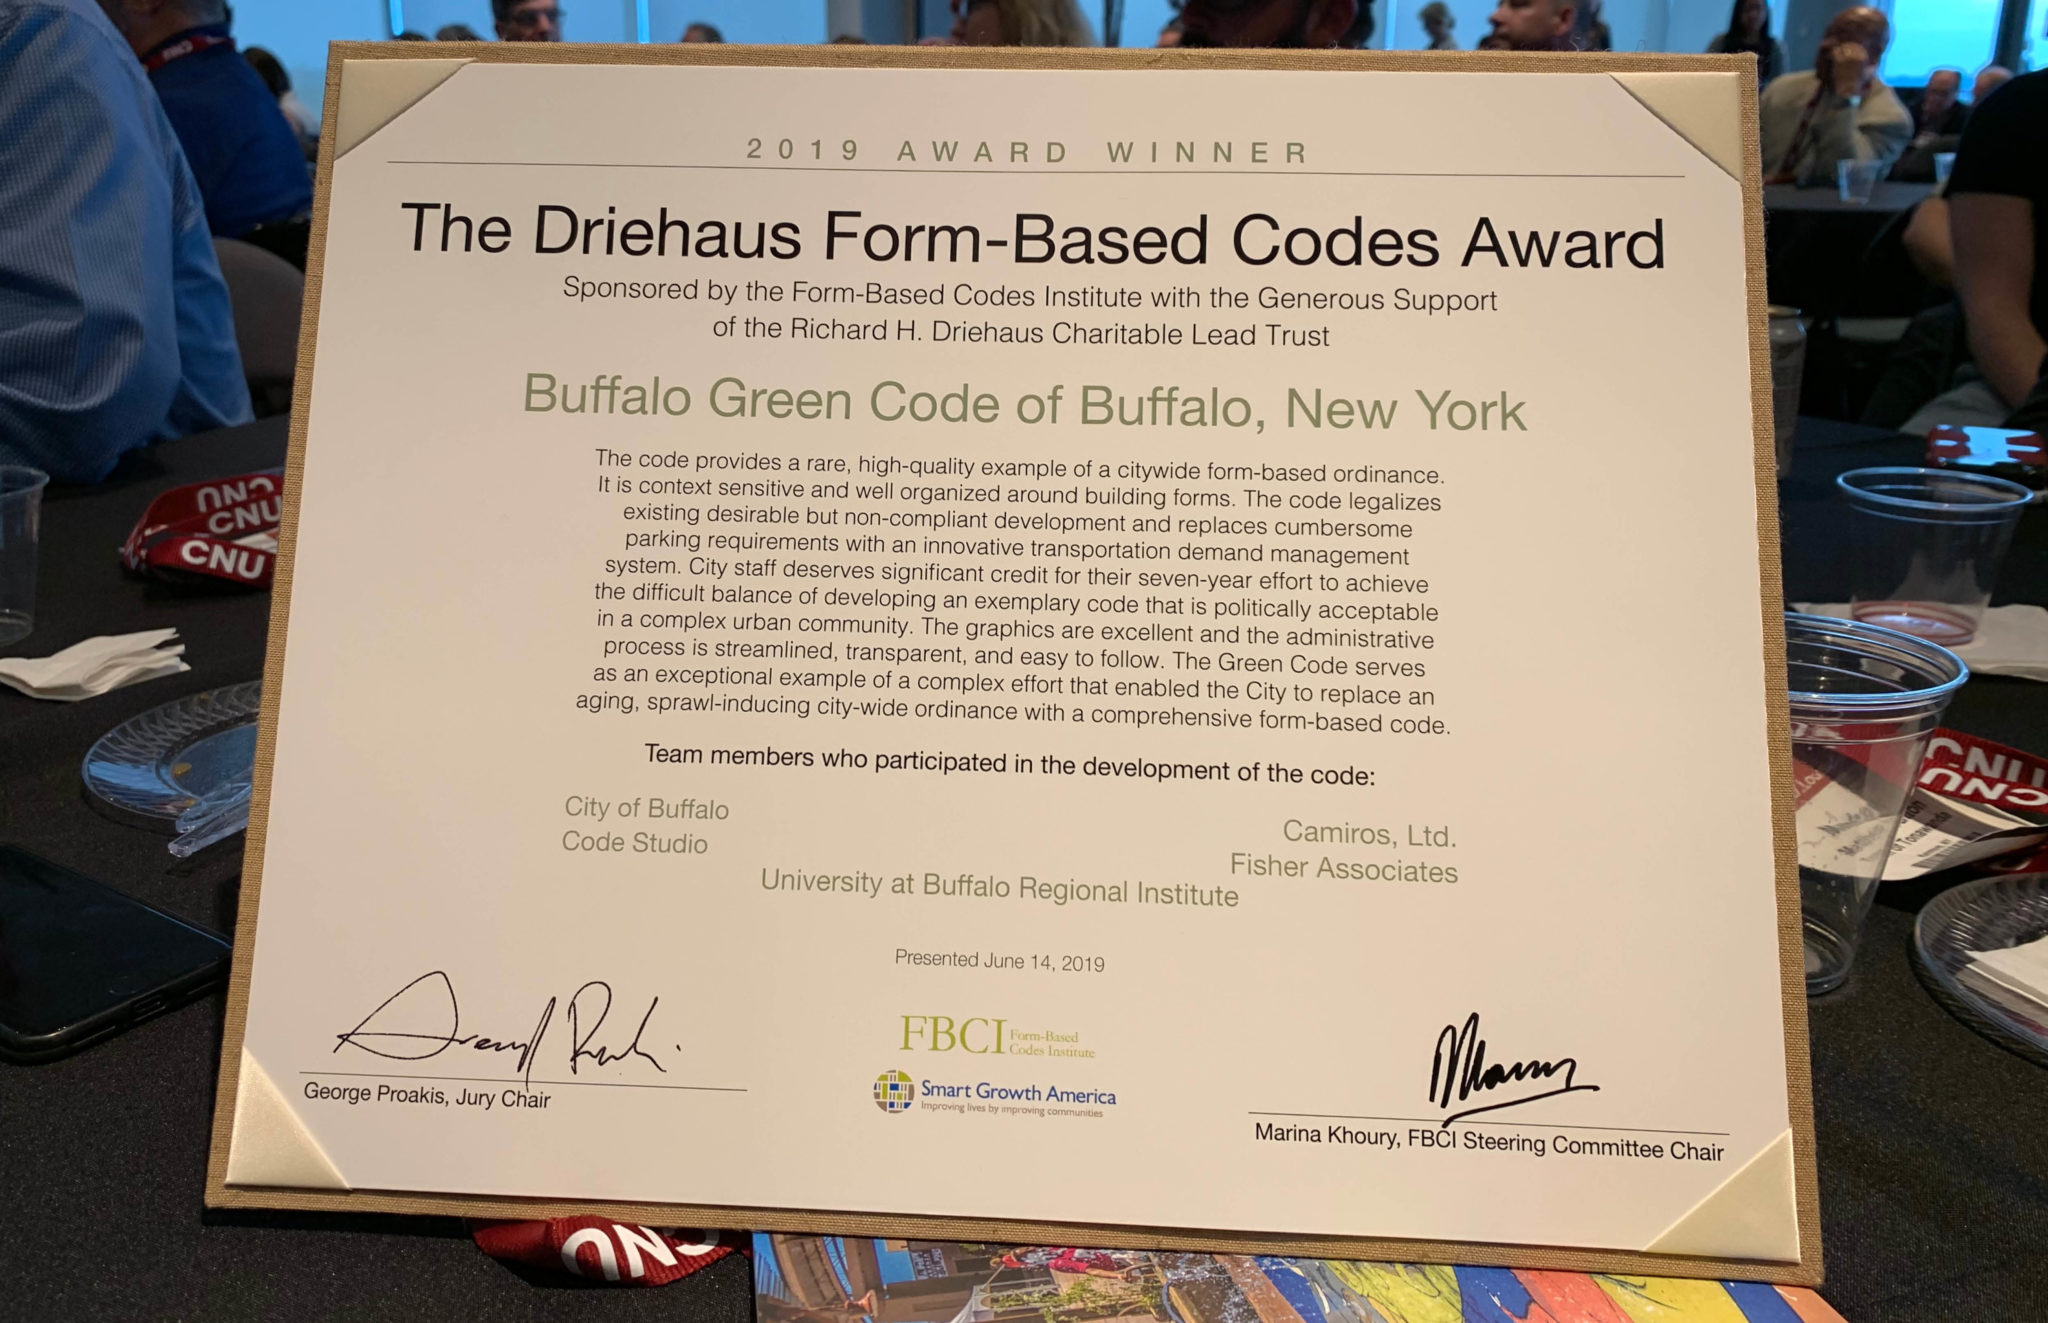 2019 AWARD WINNER
The Driehaus Form-Based Codes Award
Sponsored by the Form-Based Codes Institute with the Generous Support
of the Richard H. Driehaus Charitable Lead Trust
Buffalo Green Code of Buffalo, New York
The code provides a rare, high-quality example of a citywide form-based ordinance.
It is context sensitive and well organized around building forms. The code legalizes
existing desirable but non-compliant development and replaces cumbersome
parking requirements with an innovative transportation demand management
system. City staff deserves significant credit for their seven-year effort to achieve
the difficult balance of developing an exemplary code that is politically acceptable
in a complex urban community. The graphics are excellent and the administrative
process is streamlined, transparent, and easy to follow. The Green Code serves
as an exceptional example of a complex effort that enabled the City to replace an
aging, sprawl-inducing city-wide ordinance with a comprehensive form-based code.
Team members who participated in the development of the code:
City of Buffalo
Code Studio
Camiros, Ltd.
Fisher Associates
University at Buffalo Regional Institute
Presented June 14, 2019
George Proakis, Jury Chair
FBCI Form-Based
Codes Institute
Smart Growth America
Improving lives by improving communities
Marina Khoury, FBCI Steering Committee Chair
CNU
CNU
CNU
CNU
CNU
CNU